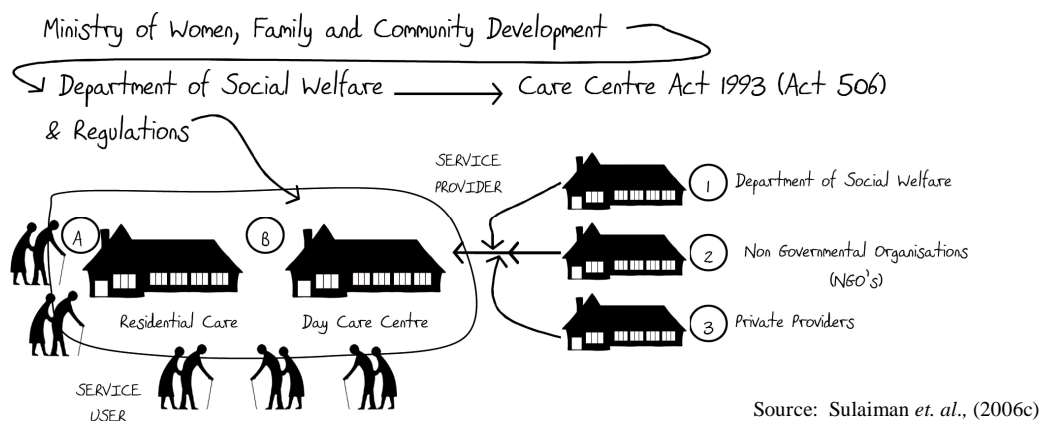 Ministry of Women, Family and Community Development
Department of Social Welfare
Care Centre Act 1993 (Act 506)
& Regulations
SERVICE
PROVIDER
1 Department of Social Welfare
A
B
2 Non Governmental Organisations
(NGO's)
Residential Care
Day Care Centre
3 Private Providers
SERVICE
USER
Source: Sulaiman et. al., (2006c)